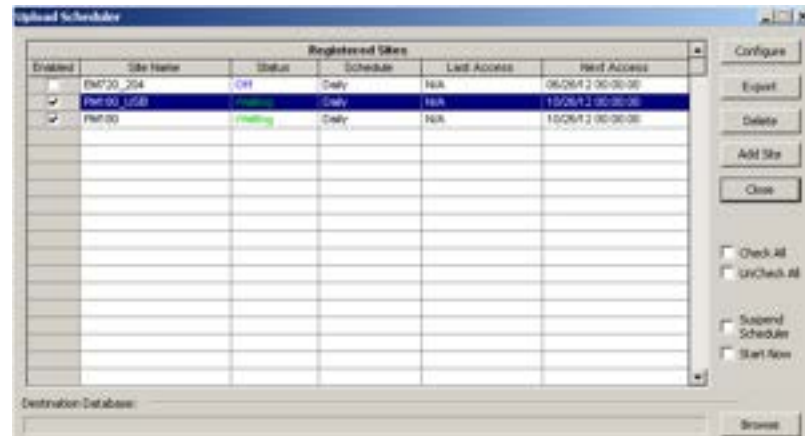 Upload Scheduler
Registered Sites
Enabled Site Name Status Schedule Last Access Next Access
EM720_204 Off Daily N/A 06/26/12 00:00:00
PM100_USB Waiting Daily N/A 10/26/12 00:00:00
PM100 Waiting Daily N/A 10/26/12 00:00:00
Configure
Export
Delete
Add Site
Close
Check All
UnCheck All
Suspend
Scheduler
Start Now
Destination Database:
Browse